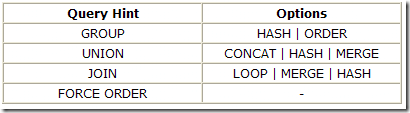 Query Hint Options
GROUP HASH | ORDER
UNION CONCAT | HASH | MERGE
JOIN LOOP | MERGE | HASH
FORCE ORDER -